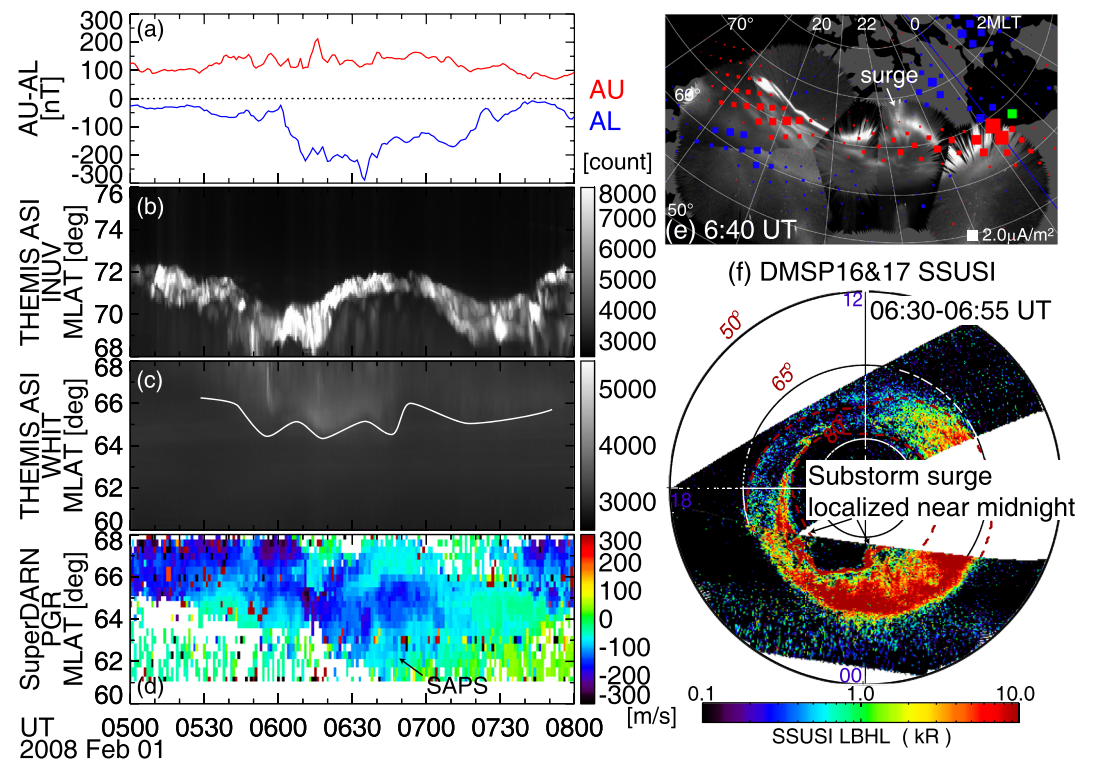 (a)
300
200
100
0
-100
-200
-300
AU-AL
[nT]
AU
AL
[count]
(b)
76
74
72
70
68
THEMIS ASI
INUV
MLAT [deg]
8000
7000
6000
5000
4000
3000
(c)
68
66
64
62
60
THEMIS ASI
WHIT
MLAT [deg]
5000
4000
3000
68
66
64
62
60
SuperDARN
PGR
MLAT [deg]
(d)
SAPS
300
200
100
0
-100
-200
-300
[m/s]
UT
0500 0530 0600 0630 0700 0730 0800
2008 Feb 01
70° 20 22 0 2MLT
surge
50°
(e) 6:40 UT
2.0μA/m²
(f) DMSP16&17 SSUSI
12
06:30-06:55 UT
50°
65°
80°
18
Substorm surge
localized near midnight
00
0.1 1.0 10.0
SSUSI LBHL ( kR )